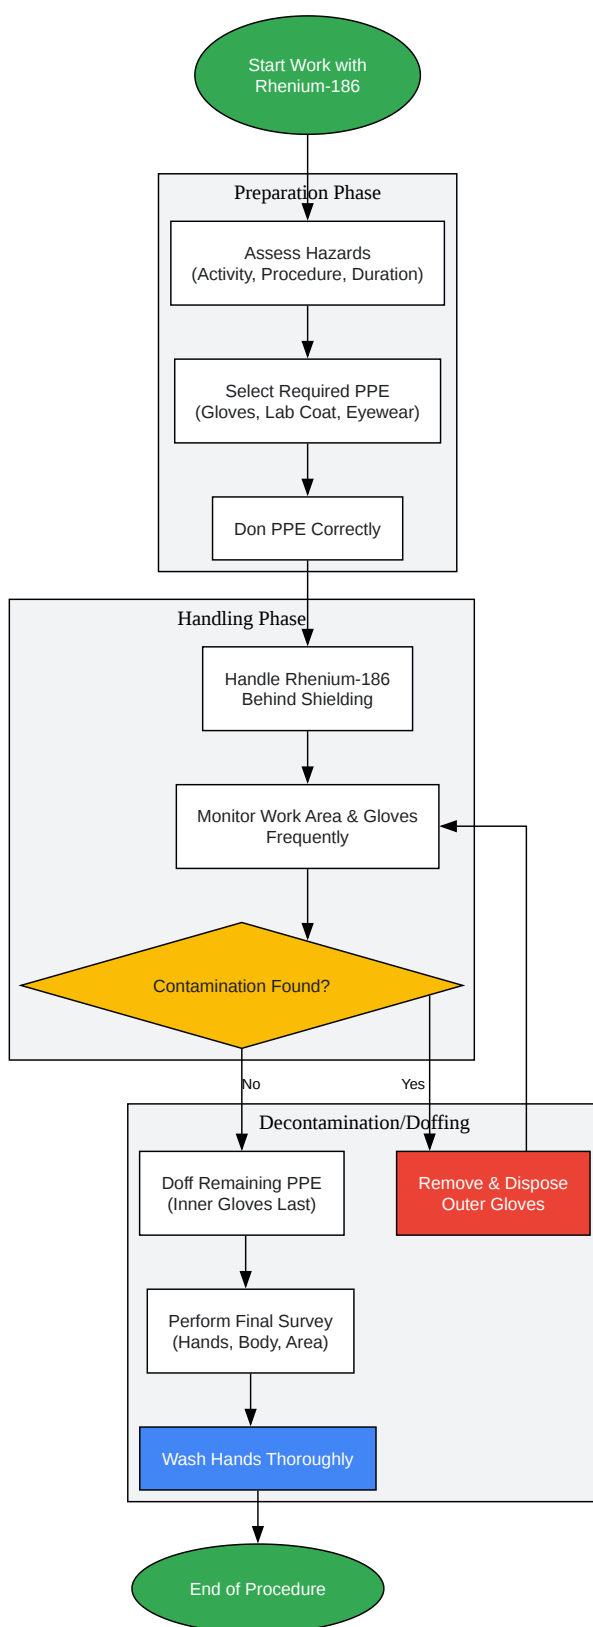 Start Work with
Rhenium-186
Preparation Phase
Assess Hazards
(Activity, Procedure, Duration)
Select Required PPE
(Gloves, Lab Coat, Eyewear)
Don PPE Correctly
Handling Phase
Handle Rhenium-186
Behind Shielding
Monitor Work Area & Gloves
Frequently
Contamination Found?
No
Yes
Decontamination/Doffing
Doff Remaining PPE
(Inner Gloves Last)
Remove & Dispose
Outer Gloves
Perform Final Survey
(Hands, Body, Area)
Wash Hands Thoroughly
End of Procedure